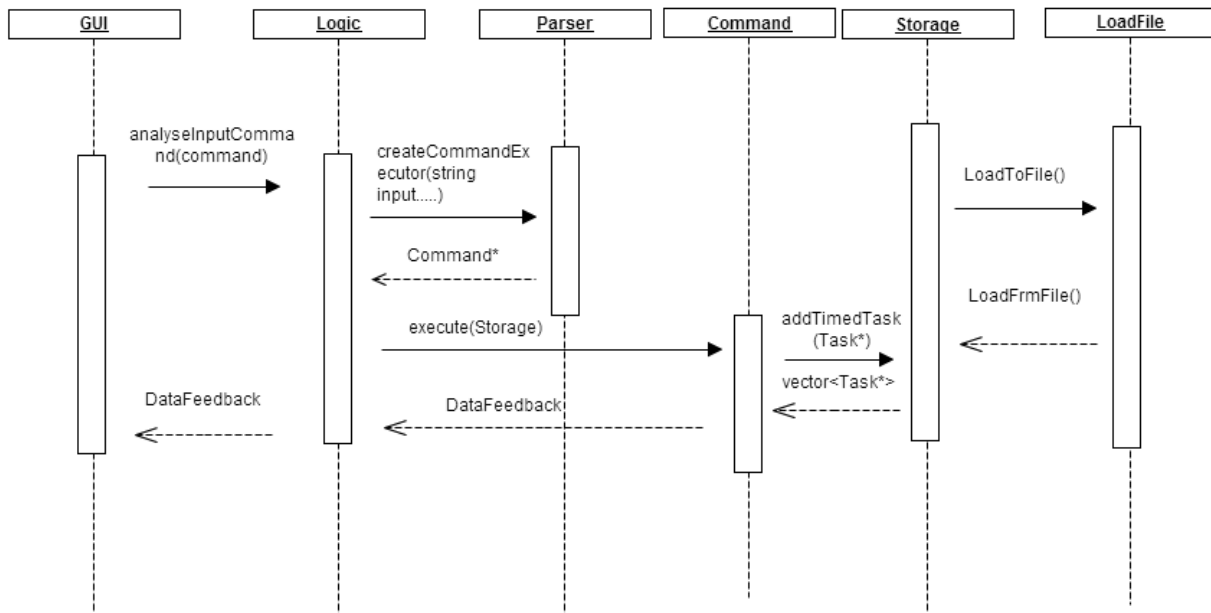 GUI
Logic
Parser
Command
Storage
LoadFile
analyseInputComma
nd(command)
createCommandEx
ecutor(string
input.....)
LoadToFile()
Command*
LoadFrmFile()
execute(Storage)
addTimedTask
(Task*)
vector<Task*>
DataFeedback
DataFeedback